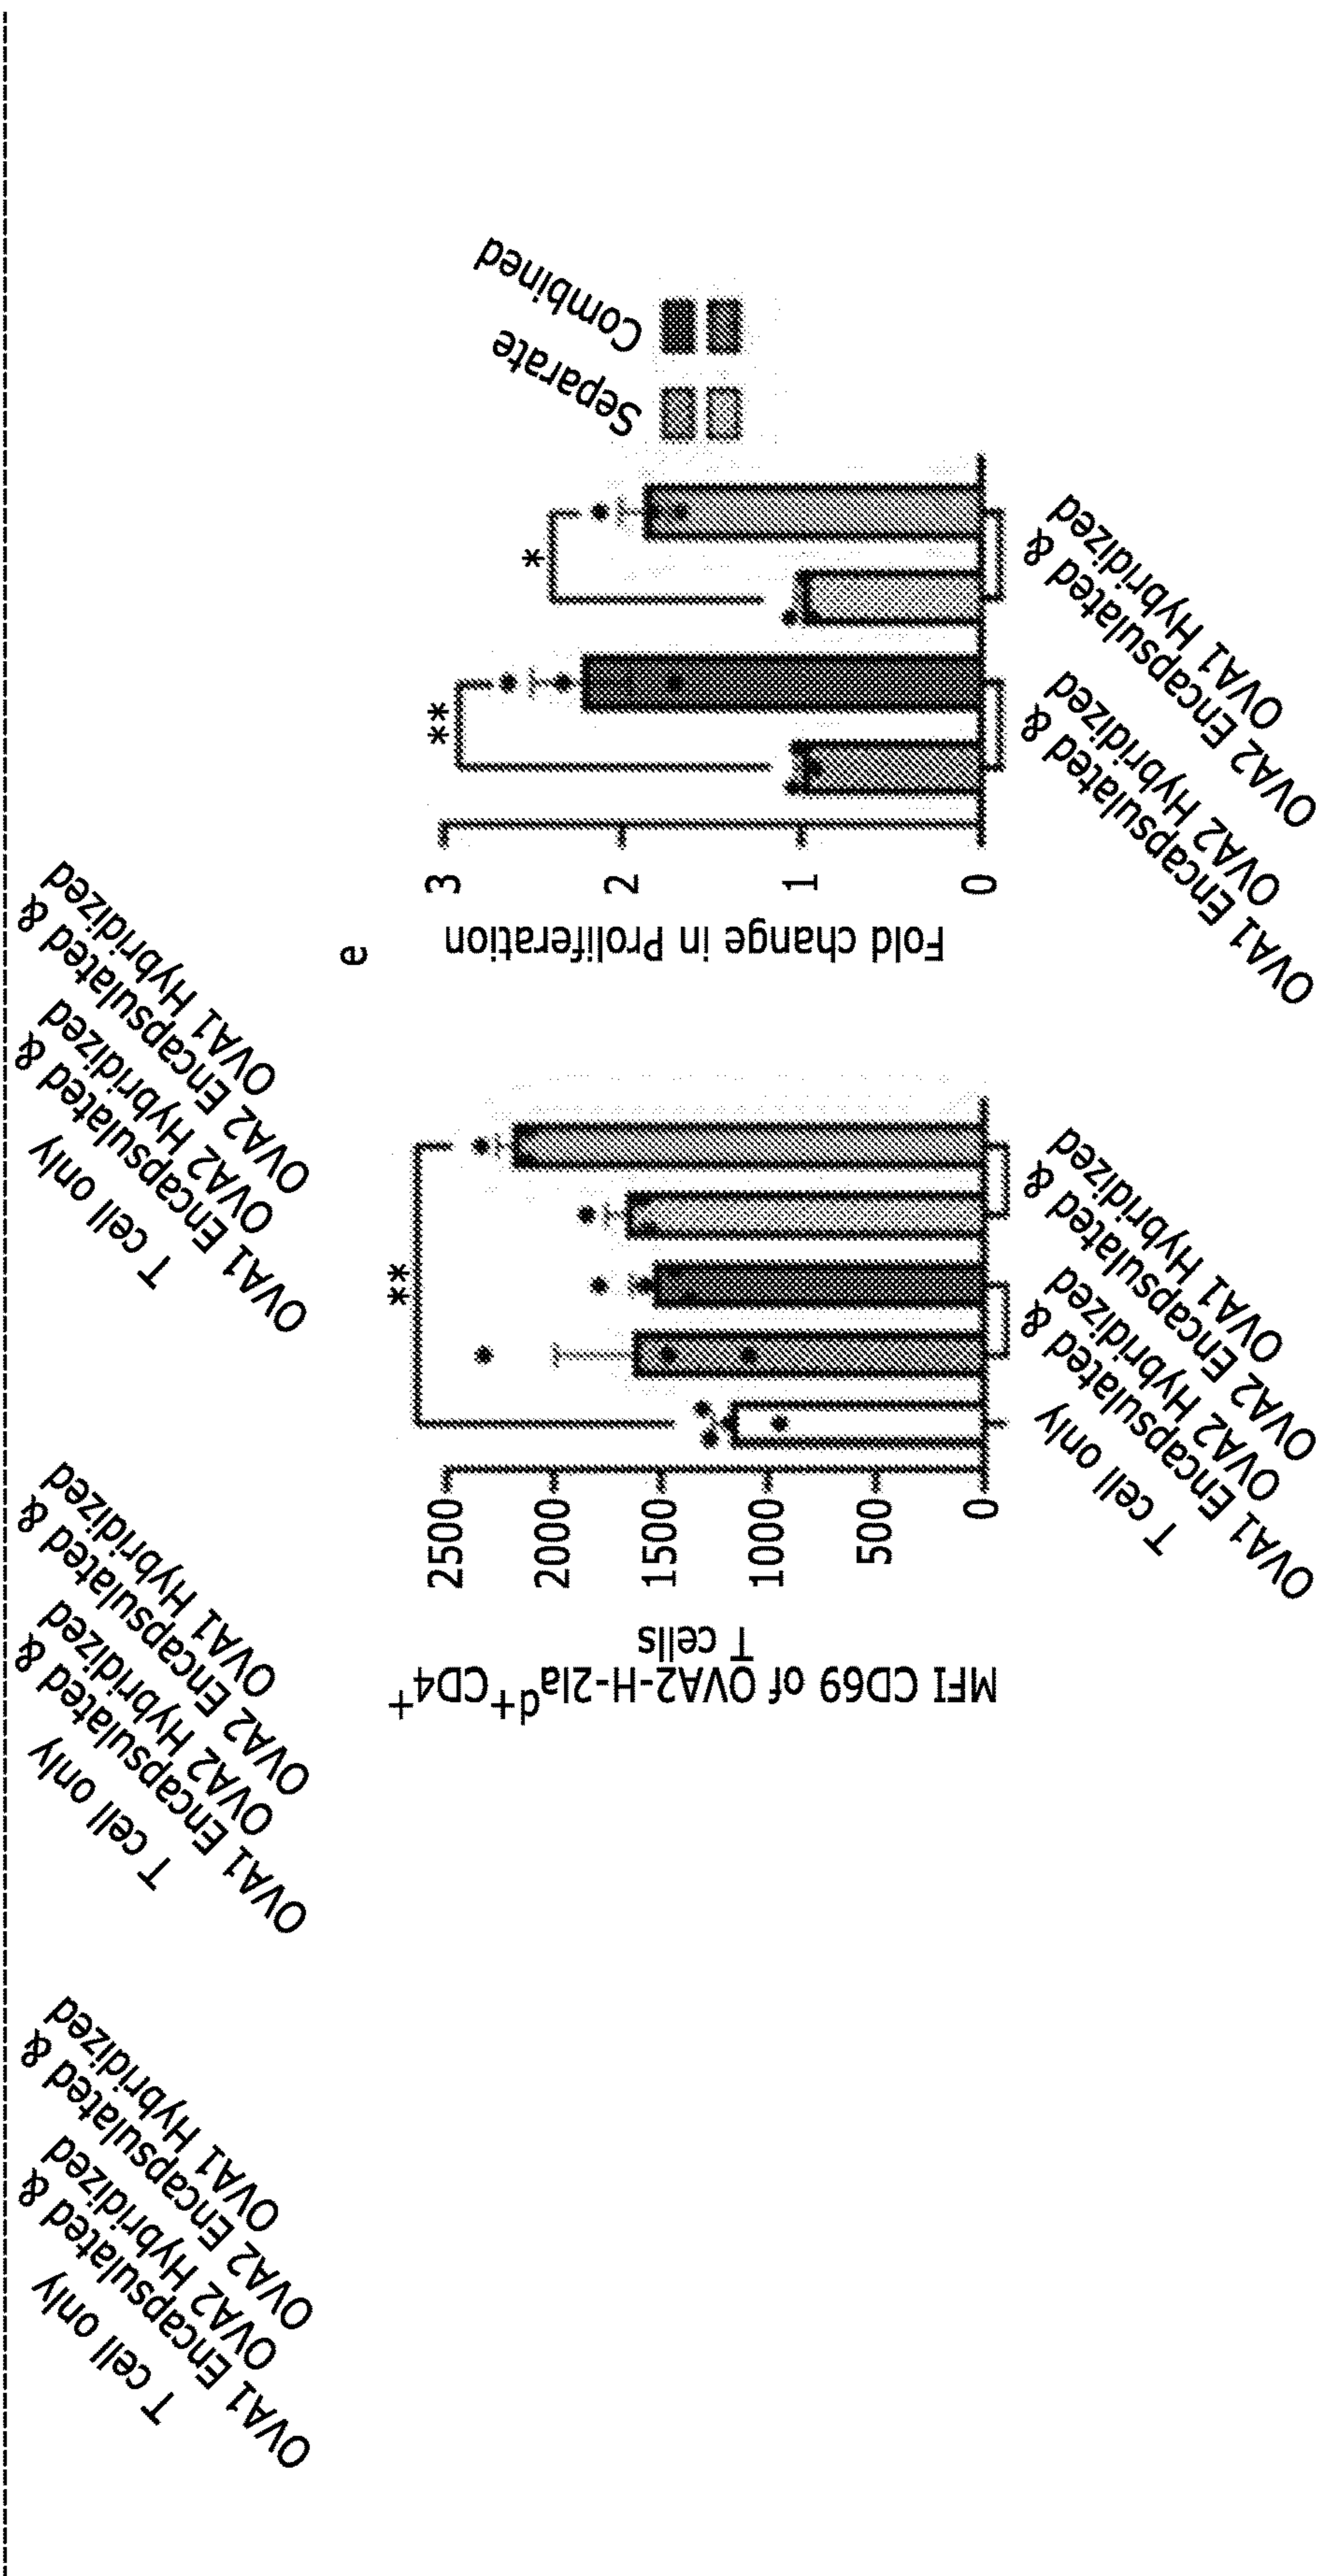 T cell only
OVA1 Encapsulated &
OVA2 Hybridized
OVA2 Encapsulated &
OVA1 Hybridized
T cell only
OVA1 Encapsulated &
OVA2 Hybridized
OVA2 Encapsulated &
OVA1 Hybridized
T cell only
OVA1 Encapsulated &
OVA2 Hybridized
OVA2 Encapsulated &
OVA1 Hybridized
MFI CD69 of OVA2-H-2Iad+CD4+
T cells
2500
2000
1500
1000
500
0
**
T cell only
OVA1 Encapsulated &
OVA2 Hybridized
OVA2 Encapsulated &
OVA1 Hybridized
e
Fold change in Proliferation
3
2
1
0
**
*
OVA1 Encapsulated &
OVA2 Hybridized
OVA2 Encapsulated &
OVA1 Hybridized
Separate
Combined